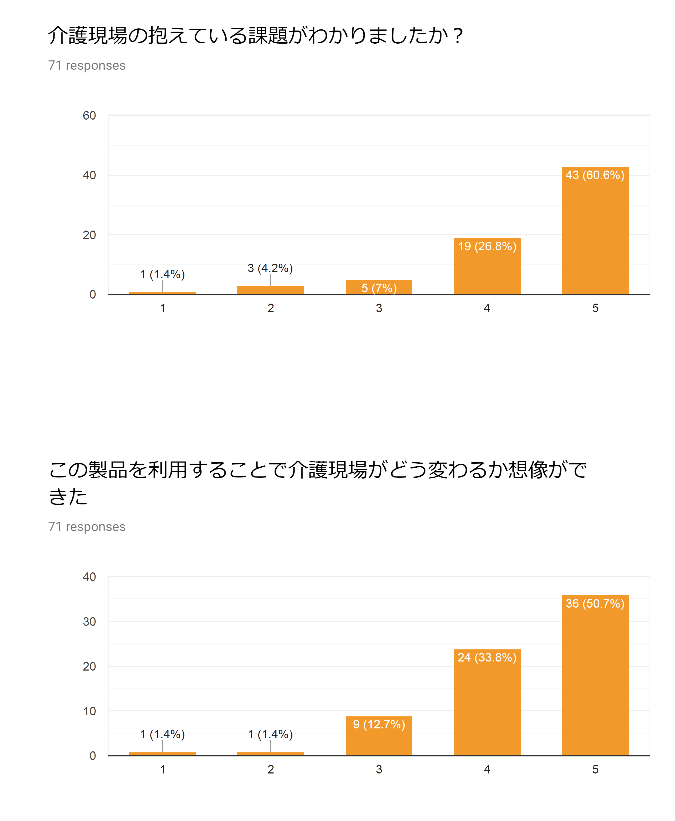 介護現場の抱えている課題がわかりましたか？
71 responses
60
40
20
0
1 (1.4%)
3 (4.2%)
5 (7%)
19 (26.8%)
43 (60.6%)
1 2 3 4 5
この製品を利用することで介護現場がどう変わるか想像がで
きた
71 responses
40
30
20
10
0
1 (1.4%)
1 (1.4%)
9 (12.7%)
24 (33.8%)
36 (50.7%)
1 2 3 4 5